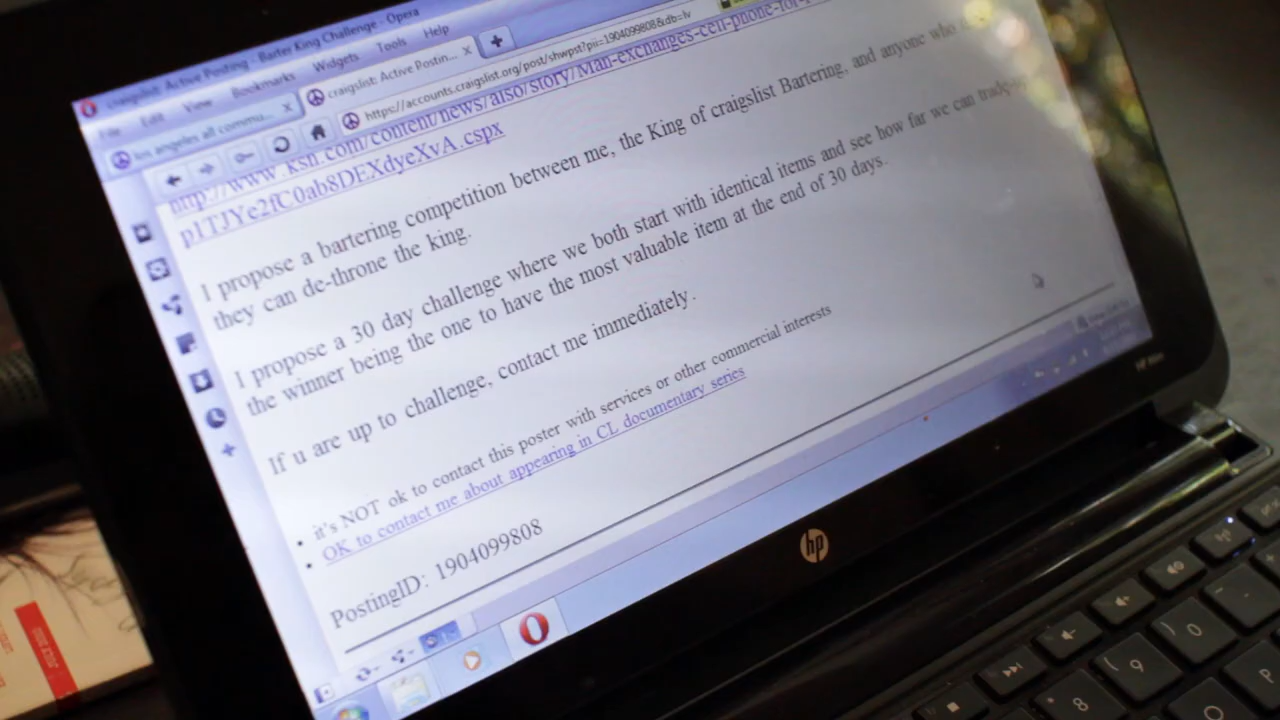 craigslist: Active Posting - Barter King Challenge - Opera
File Edit View Bookmarks Widgets Tools Help
los angeles all commu... craigslist: Active Postin...
https://accounts.craigslist.org/post/shwpst?pii=1904099808&db=lv
http://www.ksn.com/content/news/also/story/Man-exchanges-cell-phone-for-
p1TJYe2fC0ab8DEXdyeXvA.cspx
I propose a bartering competition between me, the King of craigslist Bartering, and anyone who
they can de-throne the king.
I propose a 30 day challenge where we both start with identical items and see how far we can trade
the winner being the one to have the most valuable item at the end of 30 days.
If u are up to challenge, contact me immediately.
• it's NOT ok to contact this poster with services or other commercial interests
• OK to contact me about appearing in CL documentary series
PostingID: 1904099808
hp
8 9 0 -
O P